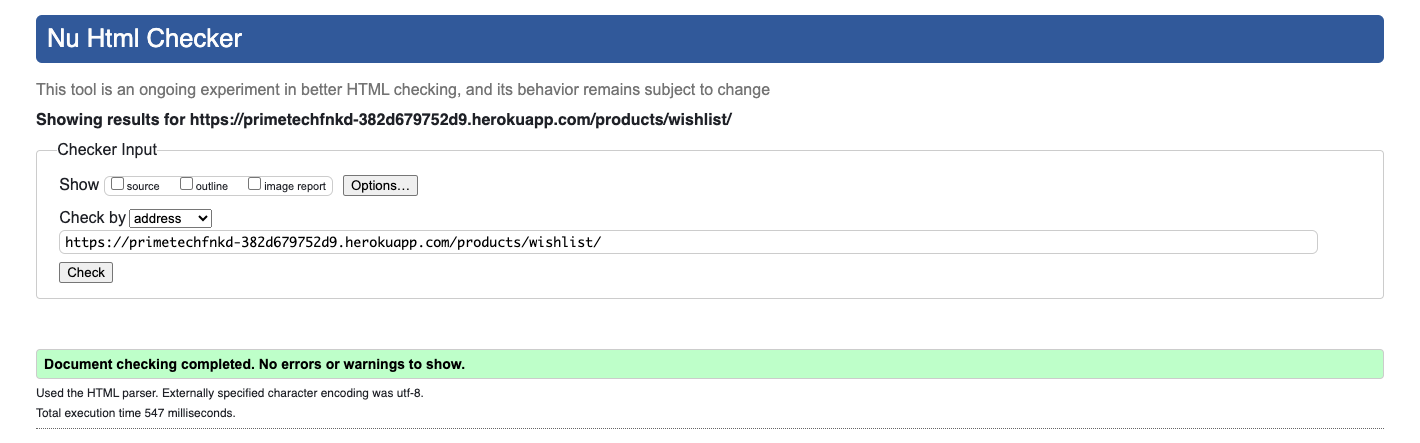 Nu Html Checker
This tool is an ongoing experiment in better HTML checking, and its behavior remains subject to change
Showing results for https://primetechfnkd-382d679752d9.herokuapp.com/products/wishlist/
Checker Input
Show source outline image report Options...
Check by address
https://primetechfnkd-382d679752d9.herokuapp.com/products/wishlist/
Check
Document checking completed. No errors or warnings to show.
Used the HTML parser. Externally specified character encoding was utf-8.
Total execution time 547 milliseconds.